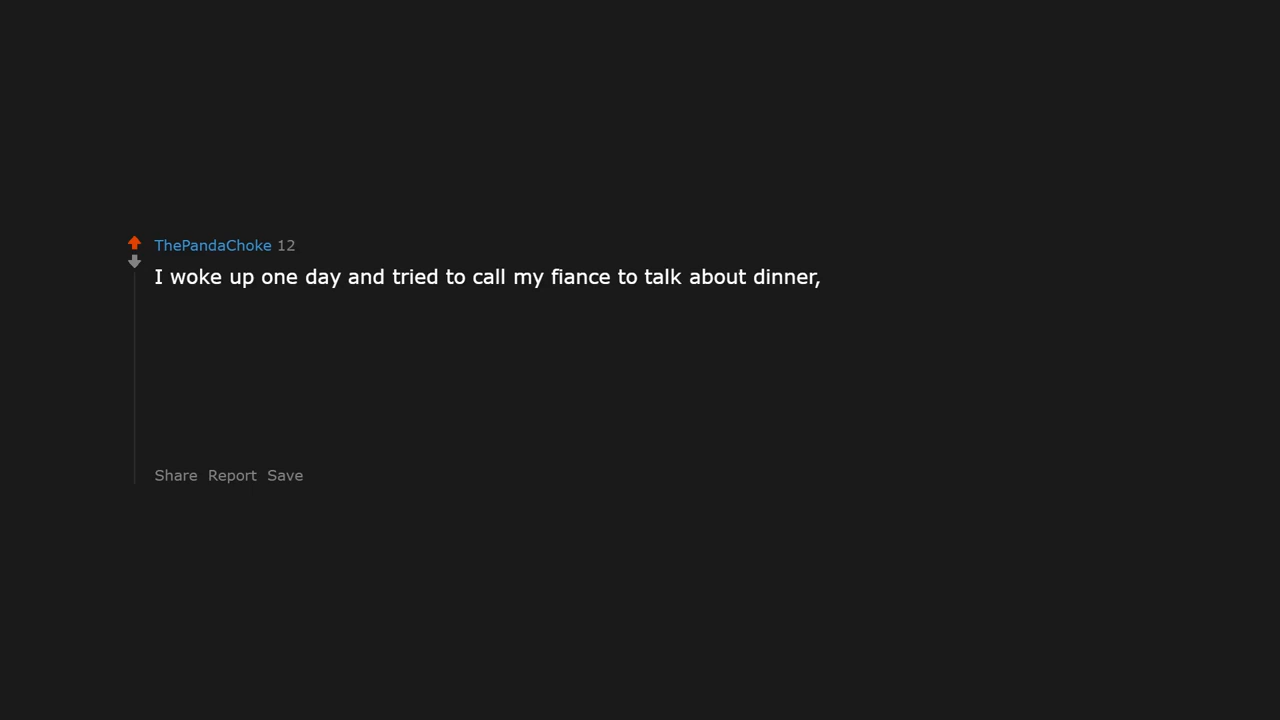 ThePandaChoke 12
I woke up one day and tried to call my fiance to talk about dinner,
Share Report Save